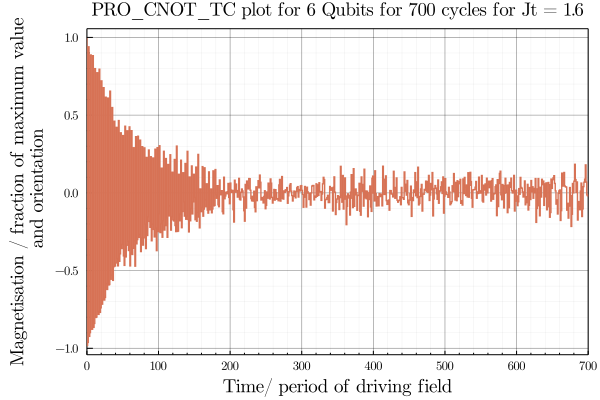 PRO_CNOT_TC plot for 6 Qubits for 700 cycles for Jt = 1.6
Magnetisation / fraction of maximum value
and orientation
1.0
0.5
0.0
−0.5
−1.0
0 100 200 300 400 500 600 700
Time/ period of driving field